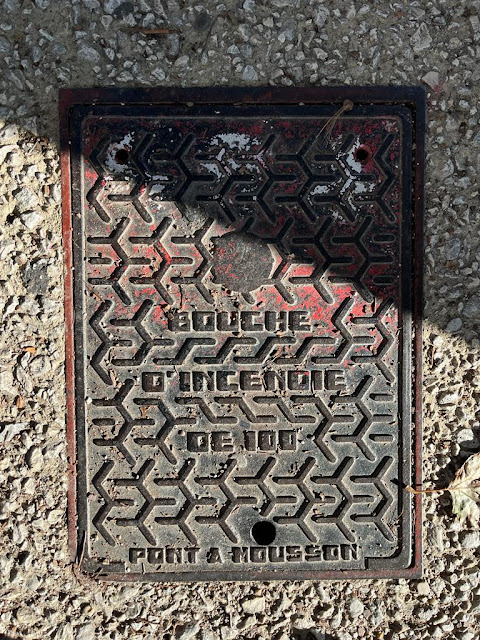 BOUCHE
D INCENDIE
DE 100
PONT A MOUSSON